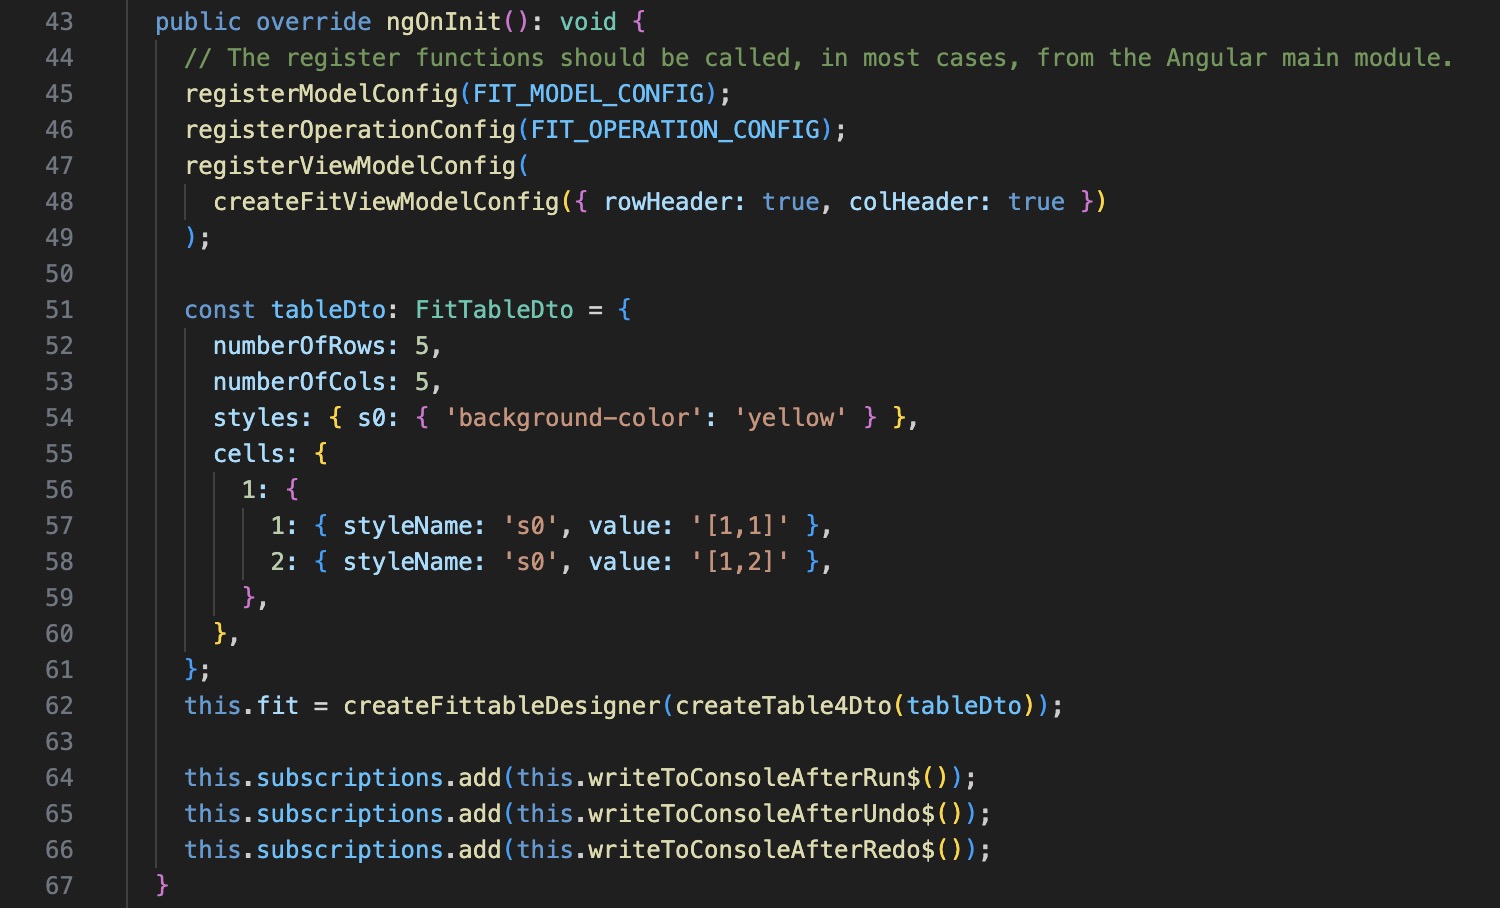 43 public override ngOnInit(): void {
44 // The register functions should be called, in most cases, from the Angular main module.
45 registerModelConfig(FIT_MODEL_CONFIG);
46 registerOperationConfig(FIT_OPERATION_CONFIG);
47 registerViewModelConfig(
48 createFitViewModelConfig({ rowHeader: true, colHeader: true })
49 );
50
51 const tableDto: FitTableDto = {
52 numberOfRows: 5,
53 numberOfCols: 5,
54 styles: { s0: { 'background-color': 'yellow' } },
55 cells: {
56 1: {
57 1: { styleName: 's0', value: '[1,1]' },
58 2: { styleName: 's0', value: '[1,2]' },
59 },
60 },
61 };
62 this.fit = createFittableDesigner(createTable4Dto(tableDto));
63
64 this.subscriptions.add(this.writeToConsoleAfterRun$());
65 this.subscriptions.add(this.writeToConsoleAfterUndo$());
66 this.subscriptions.add(this.writeToConsoleAfterRedo$());
67 }